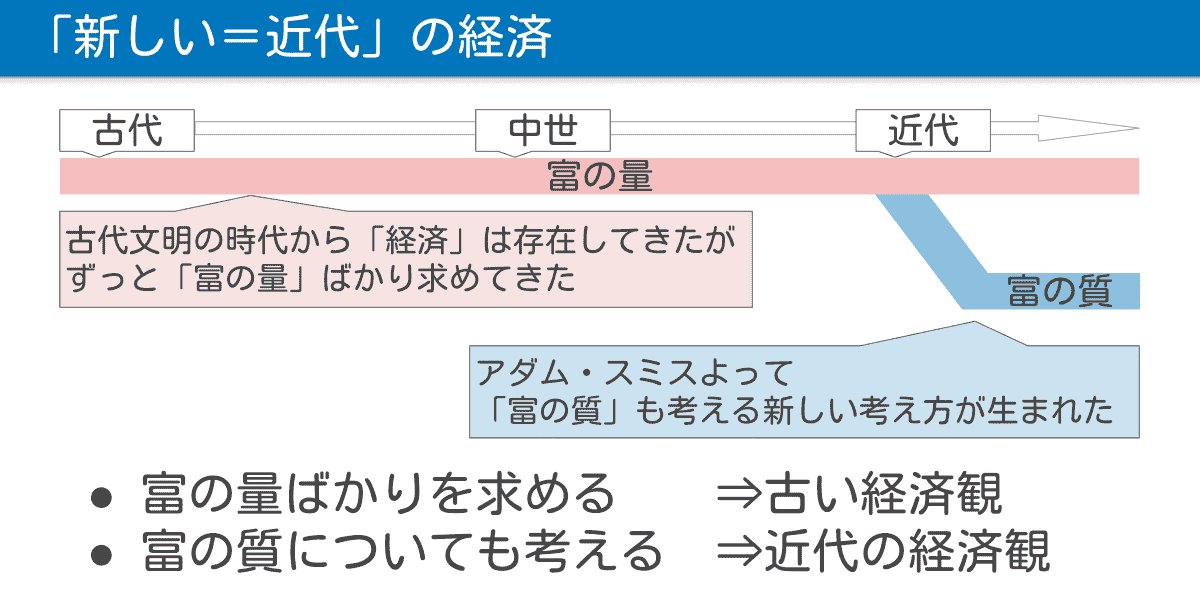 「新しい＝近代」の経済
古代
中世
近代
富の量
古代文明の時代から「経済」は存在してきたが
ずっと「富の量」ばかり求めてきた
富の質
アダム・スミスよって
「富の質」も考える新しい考え方が生まれた
● 富の量ばかりを求める ⇒古い経済観
● 富の質についても考える ⇒近代の経済観